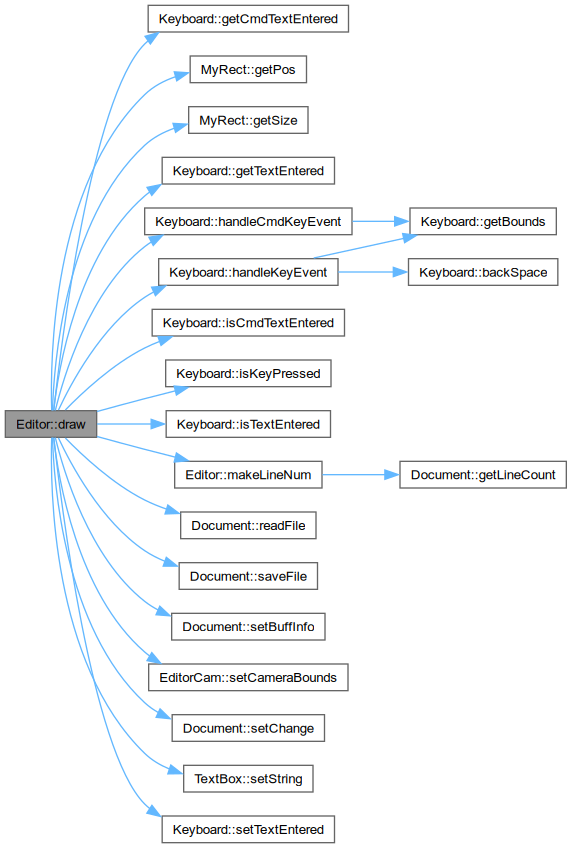 Keyboard::getCmdTextEntered
MyRect::getPos
MyRect::getSize
Keyboard::getTextEntered
Keyboard::handleCmdKeyEvent
Keyboard::getBounds
Keyboard::handleKeyEvent
Keyboard::backSpace
Keyboard::isCmdTextEntered
Keyboard::isKeyPressed
Editor::draw
Keyboard::isTextEntered
Editor::makeLineNum
Document::getLineCount
Document::readFile
Document::saveFile
Document::setBuffInfo
EditorCam::setCameraBounds
Document::setChange
TextBox::setString
Keyboard::setTextEntered